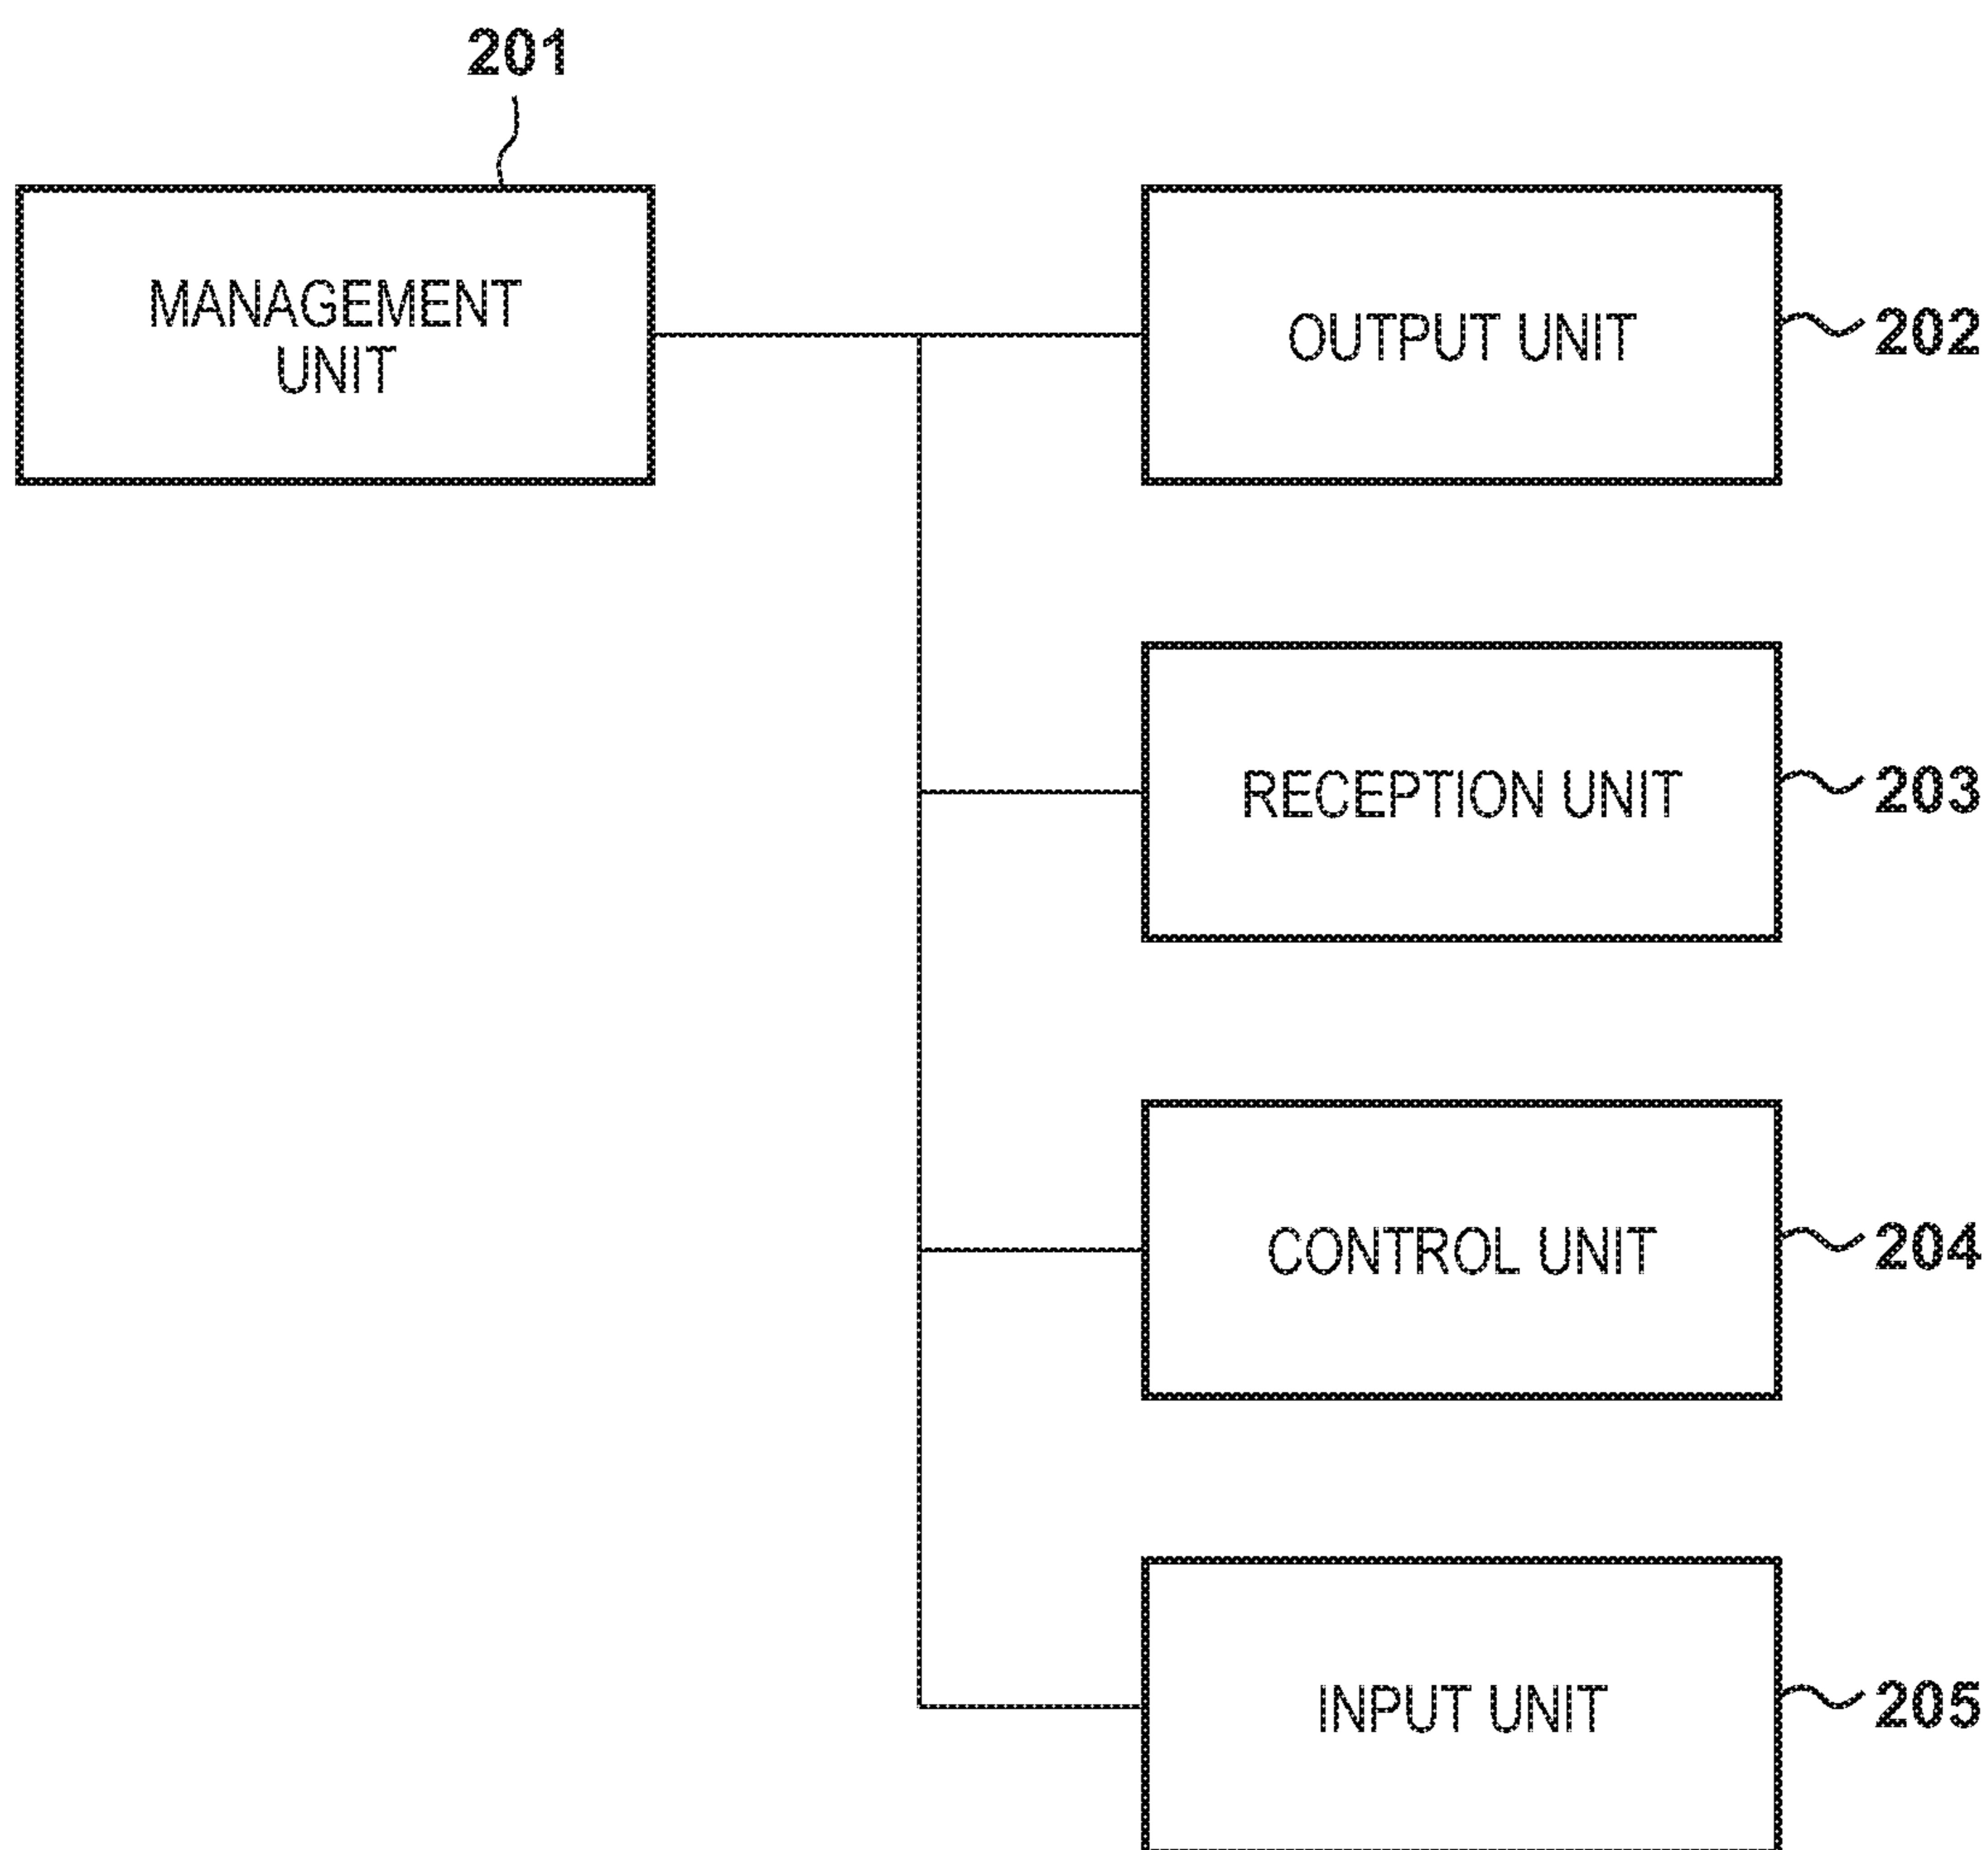 201
MANAGEMENT
UNIT
OUTPUT UNIT
202
RECEPTION UNIT
203
CONTROL UNIT
204
INPUT UNIT
205